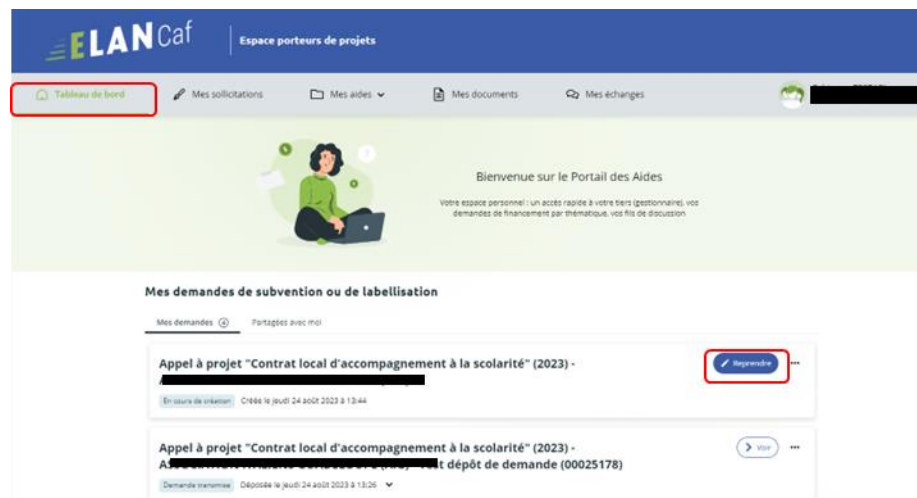 ELAN Caf
Espace porteurs de projets
Tableau de bord
Mes sollicitations
Mes aides
Mes documents
Mes échanges
Bienvenue sur le Portail des Aides
Votre espace personnel : un accès rapide à votre tiers (gestionnaire), vos
demandes de financement par thématique, vos fils de discussion
Mes demandes de subvention ou de labellisation
Mes demandes 4 Partagées avec moi
Appel à projet "Contrat local d'accompagnement à la scolarité" (2023) -
Reprendre
En cours de création Créée le jeudi 24 août 2023 à 13:44
Appel à projet "Contrat local d'accompagnement à la scolarité" (2023) -
dépôt de demande (00025178)
Voir
Demande transmise Déposée le jeudi 24 août 2023 à 13:26